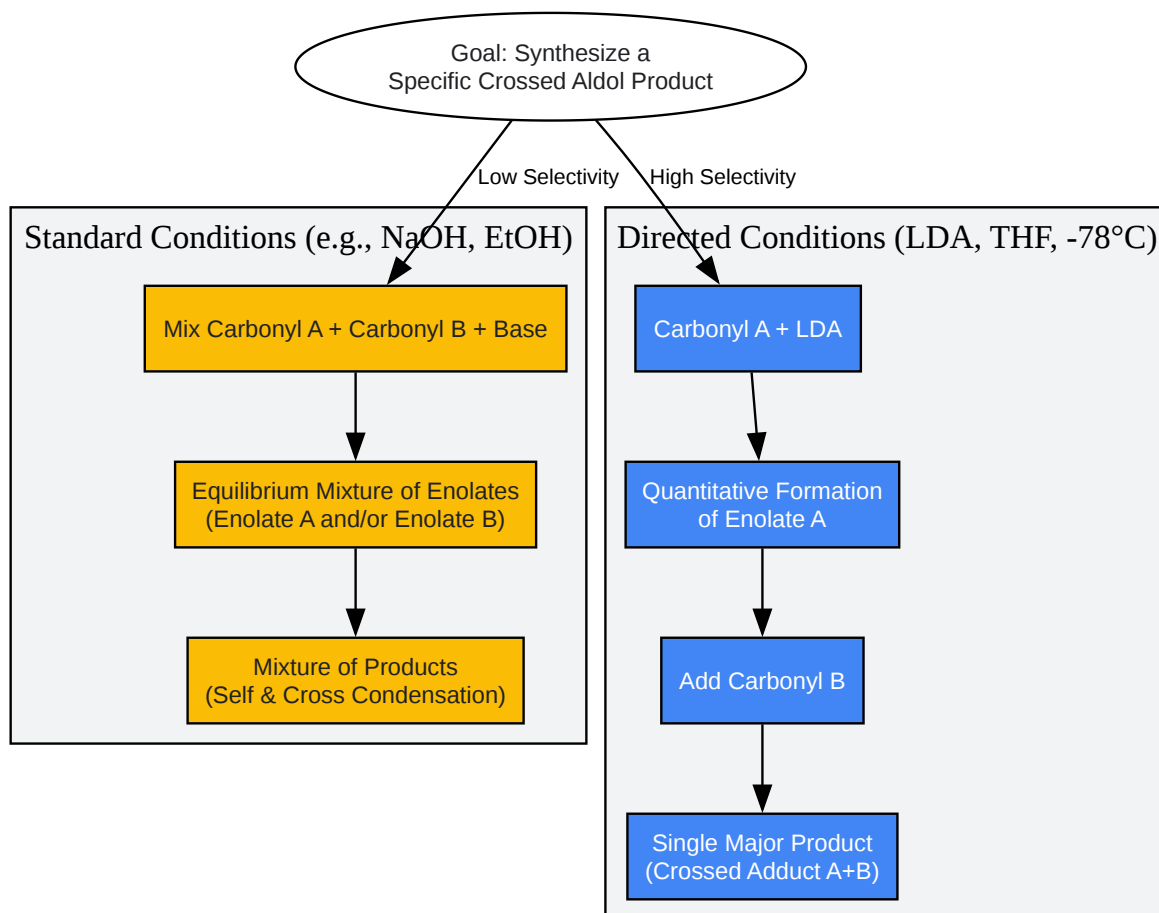 Goal: Synthesize a
Specific Crossed Aldol Product
Low Selectivity
High Selectivity
Standard Conditions (e.g., NaOH, EtOH)
Mix Carbonyl A + Carbonyl B + Base
Equilibrium Mixture of Enolates
(Enolate A and/or Enolate B)
Mixture of Products
(Self & Cross Condensation)
Directed Conditions (LDA, THF, -78°C)
Carbonyl A + LDA
Quantitative Formation
of Enolate A
Add Carbonyl B
Single Major Product
(Crossed Adduct A+B)